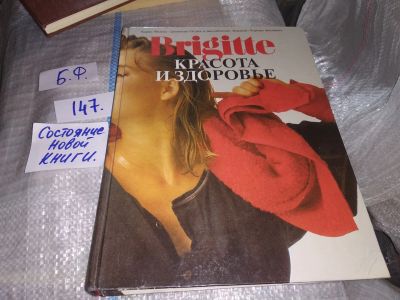 Brigitte
КРАСОТА
И ЗДОРОВЬЕ
Б.Ф.
147.
Состояние
новой
книги.